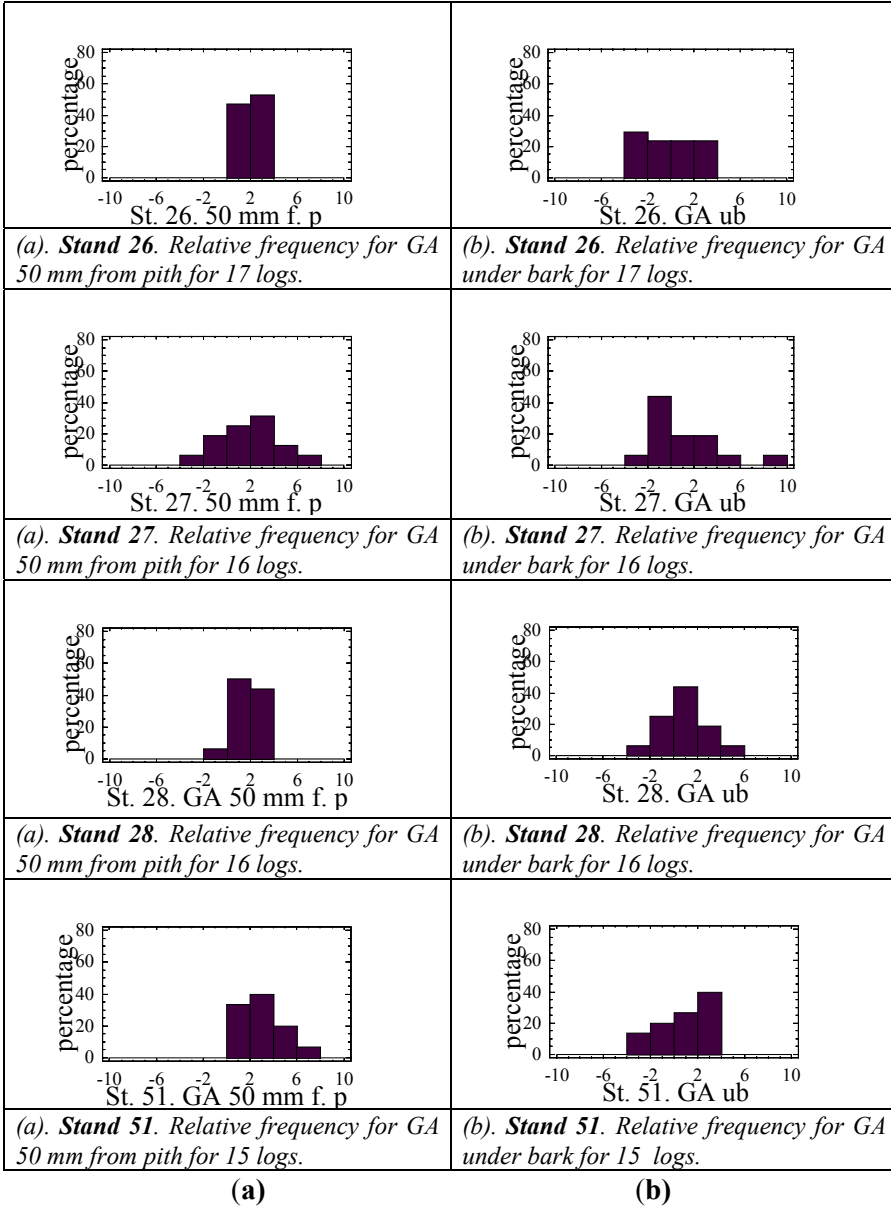 80
60
40
20
0
percentage
-10 -6 -2 2 6 10
St. 26. 50 mm f. p
(a). Stand 26. Relative frequency for GA
50 mm from pith for 17 logs.
80
60
40
20
0
percentage
-10 -6 -2 2 6 10
St. 26. GA ub
(b). Stand 26. Relative frequency for GA
under bark for 17 logs.
80
60
40
20
0
percentage
-10 -6 -2 2 6 10
St. 27. 50 mm f. p
(a). Stand 27. Relative frequency for GA
50 mm from pith for 16 logs.
80
60
40
20
0
percentage
-10 -6 -2 2 6 10
St. 27. GA ub
(b). Stand 27. Relative frequency for GA
under bark for 16 logs.
80
60
40
20
0
percentage
-10 -6 -2 2 6 10
St. 28. GA 50 mm f. p
(a). Stand 28. Relative frequency for GA
50 mm from pith for 16 logs.
80
60
40
20
0
percentage
-10 -6 -2 2 6 10
St. 28. GA ub
(b). Stand 28. Relative frequency for GA
under bark for 16 logs.
80
60
40
20
0
percentage
-10 -6 -2 2 6 10
St. 51. GA 50 mm f. p
(a). Stand 51. Relative frequency for GA
50 mm from pith for 15 logs.
80
60
40
20
0
percentage
-10 -6 -2 2 6 10
St. 51. GA ub
(b). Stand 51. Relative frequency for GA
under bark for 15 logs.
(a) (b)